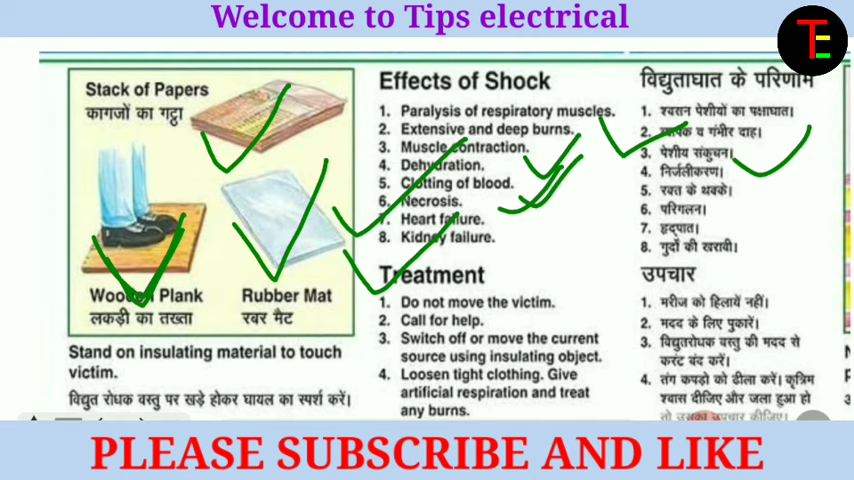 Welcome to Tips electrical
TE
Stack of Papers
कागजों का गट्ठा
Wooden Plank
लकड़ी का तख्ता
Rubber Mat
रबर मैट
Stand on insulating material to touch
victim.
विद्युत रोधक वस्तु पर खड़े होकर घायल का स्पर्श करें।
Effects of Shock
1. Paralysis of respiratory muscles.
2. Extensive and deep burns.
3. Muscle contraction.
4. Dehydration.
5. Clotting of blood.
6. Necrosis.
7. Heart failure.
8. Kidney failure.
Treatment
1. Do not move the victim.
2. Call for help.
3. Switch off or move the current
source using insulating object.
4. Loosen tight clothing. Give
artificial respiration and treat
any burns.
विद्युताघात के परिणाम
1. श्वसन पेशीयों का पक्षाघात।
2. व गंभीर दाह।
3. पेशीय संकुचन।
4. निर्जलीकरण।
5. रक्त के थक्के।
6. परिगलन।
7. हृद्पात।
8. गुर्दो की खराबी।
उपचार
1. मरीज को हिलायें नहीं।
2. मदद के लिए पुकारें।
3. विद्युतरोधक वस्तु की मदद से
करंट बंद करें।
4. तंग कपड़ो को ढीला करें। कृत्रिम
श्वास दीजिए और जला हुआ हो
तो उसका उपचार कीजिए।
PLEASE SUBSCRIBE AND LIKE